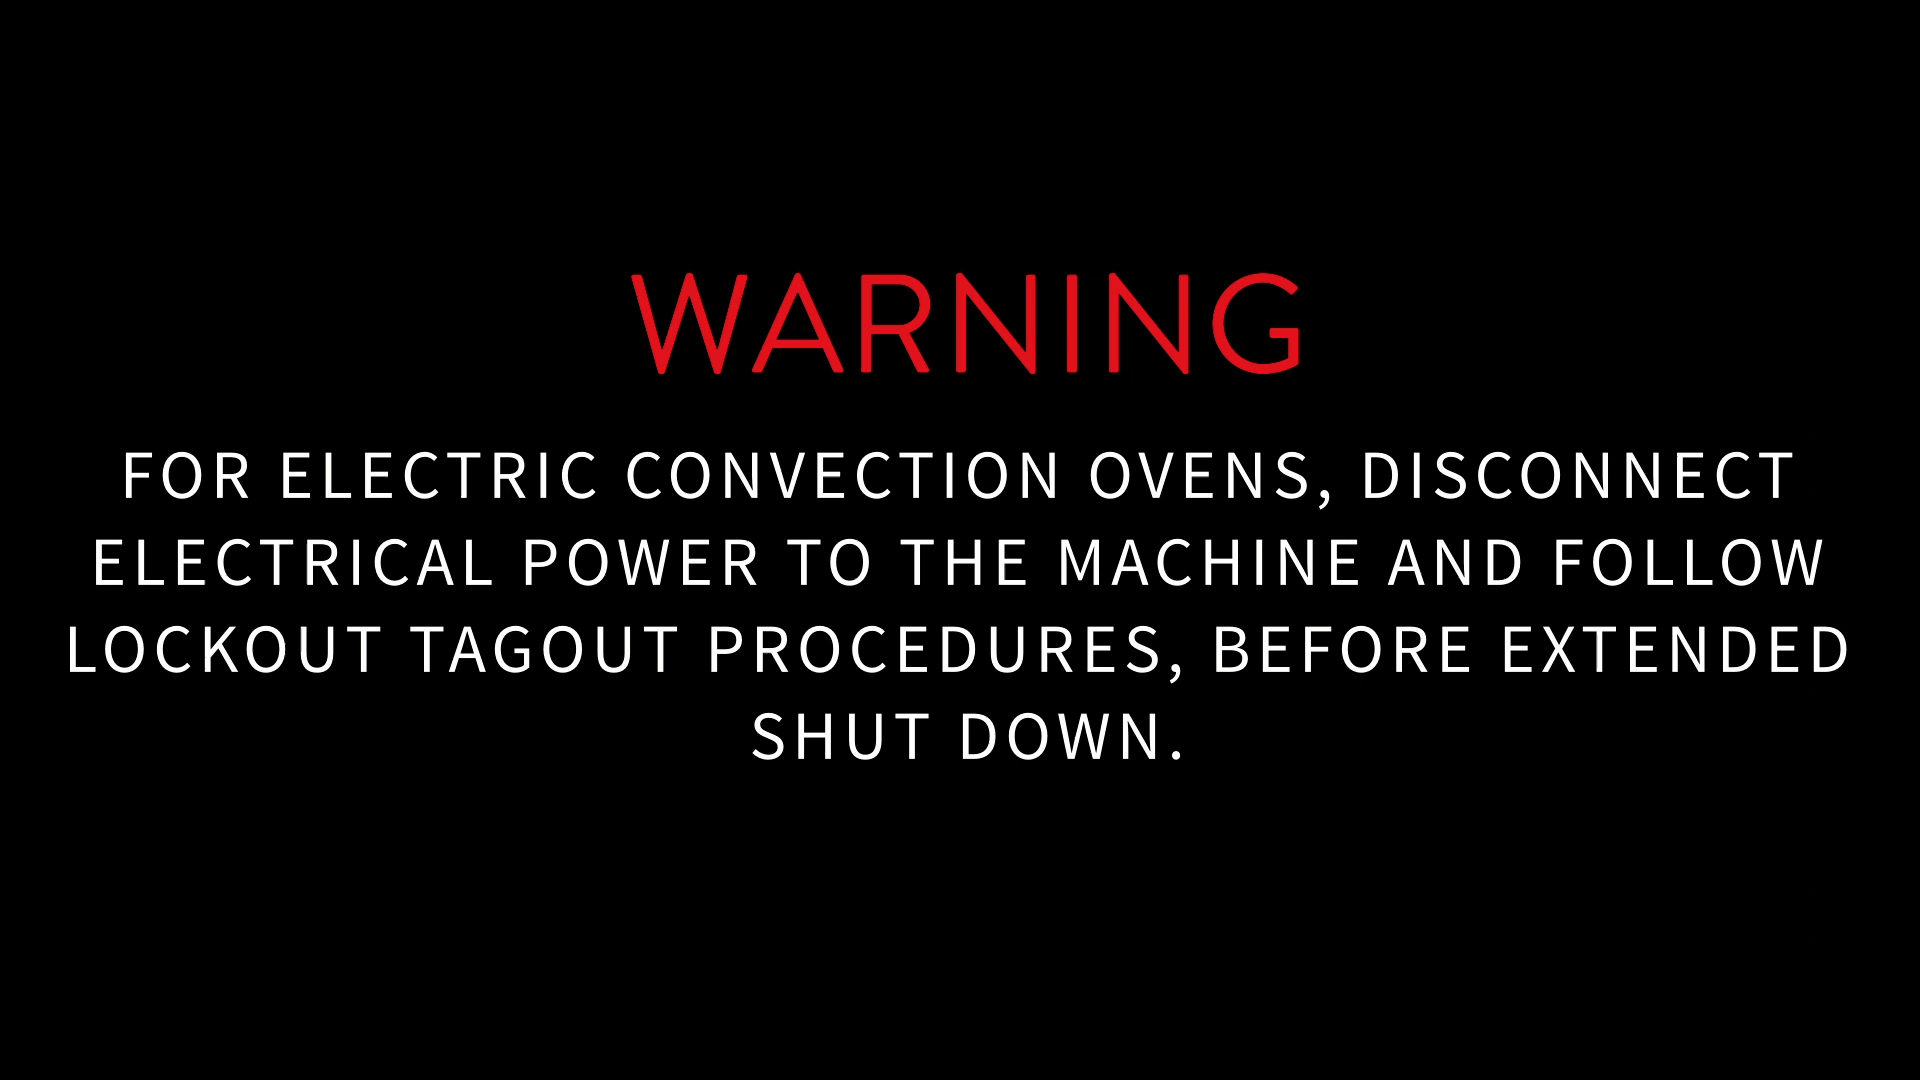 WARNING
FOR ELECTRIC CONVECTION OVENS, DISCONNECT
ELECTRICAL POWER TO THE MACHINE AND FOLLOW
LOCKOUT TAGOUT PROCEDURES, BEFORE EXTENDED
SHUT DOWN.